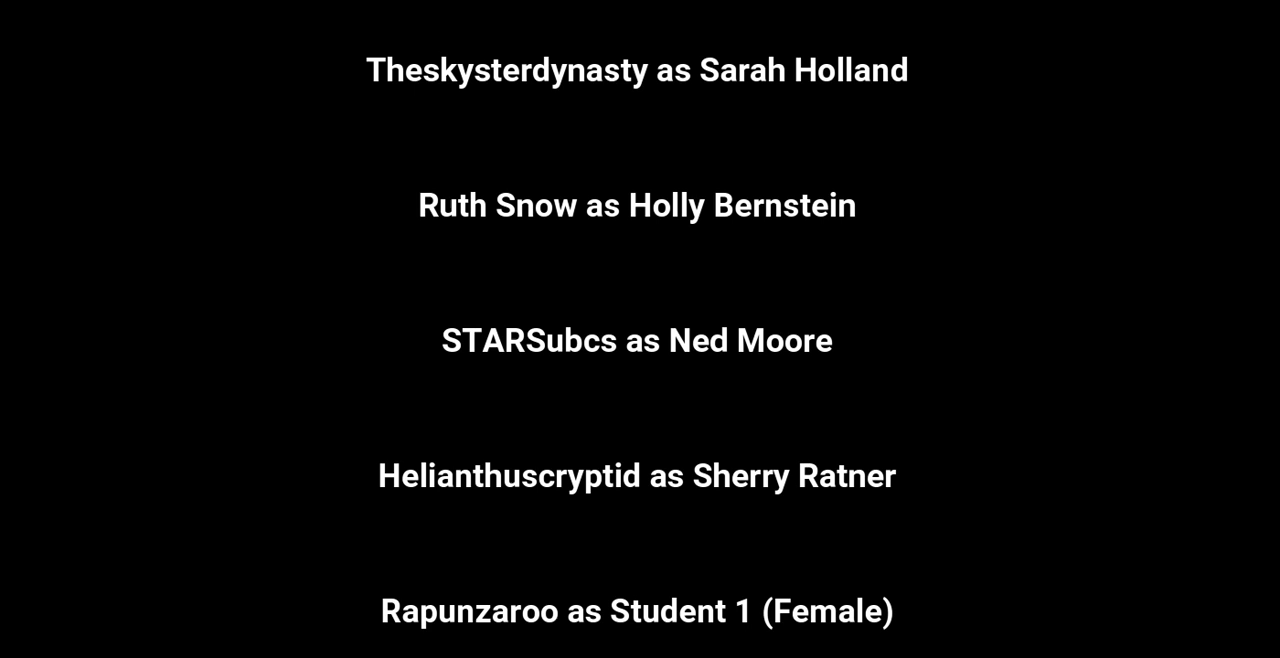 Theskysterdynasty as Sarah Holland
Ruth Snow as Holly Bernstein
STARSubcs as Ned Moore
Helianthuscryptid as Sherry Ratner
Rapunzaroo as Student 1 (Female)